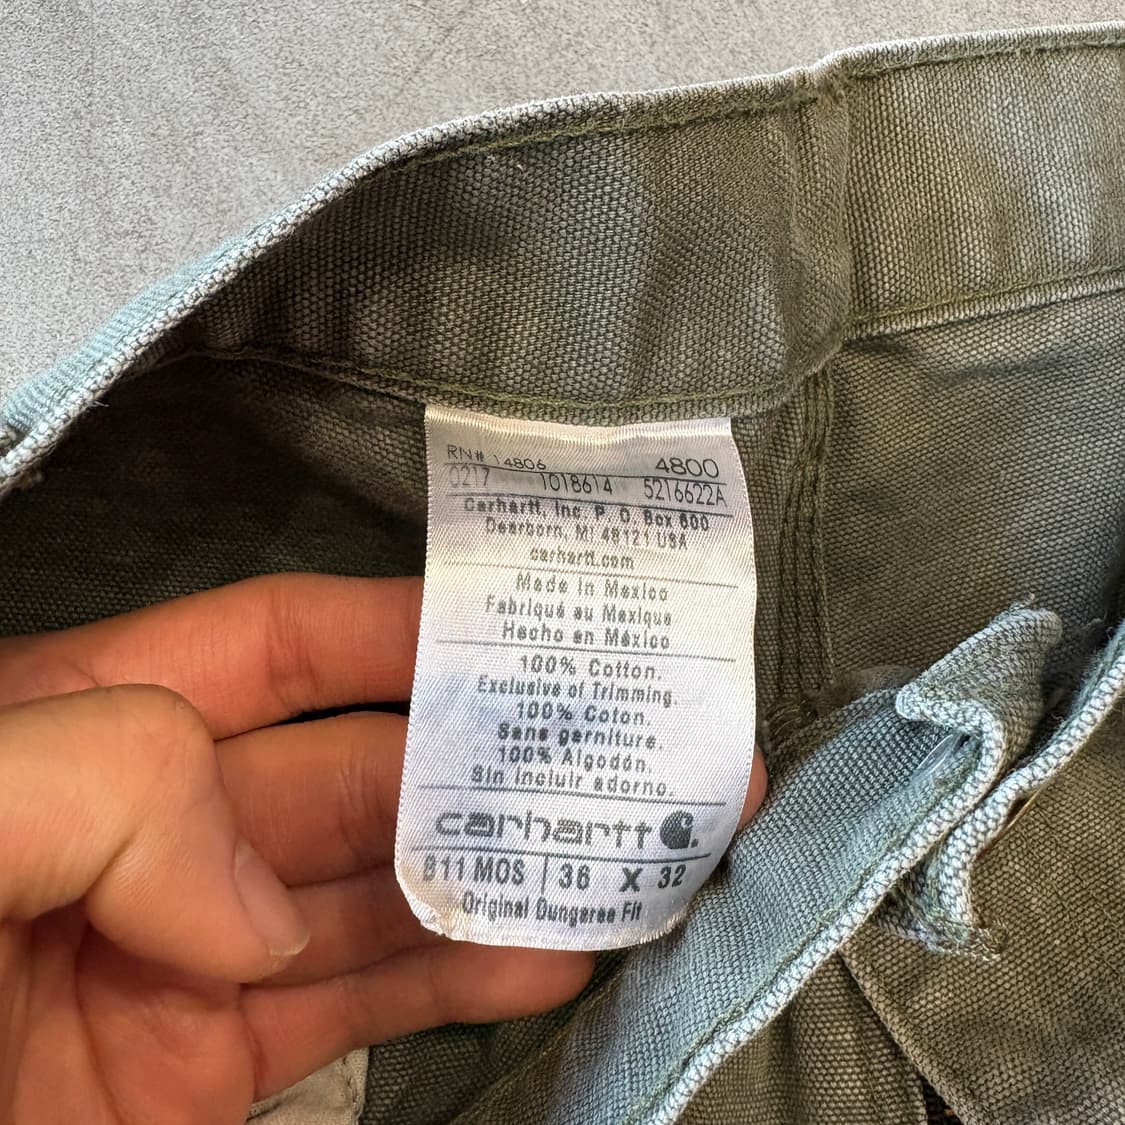 RN# 14806 4800
0217 1018614 5216622A
Carhartt, Inc. P. O. Box 600
Dearborn, MI 48121 USA
carhartt.com
Made in Mexico
Fabriqué au Mexique
Hecho en México
100% Cotton.
Exclusive of Trimming.
100% Coton.
Sans garniture.
100% Algodón.
Sin incluir adorno.
carhartt
B11 MOS | 36 X 32
Original Dungaree Fit